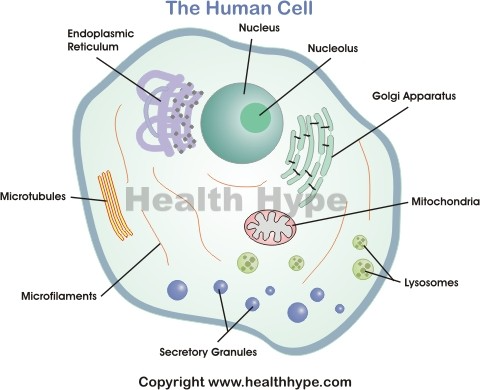 The Human Cell
Nucleus
Endoplasmic
Reticulum
Nucleolus
Golgi Apparatus
Microtubules
Health Hype
Mitochondria
Microfilaments
Lysosomes
Secretory Granules
Copyright www.healthhype.com